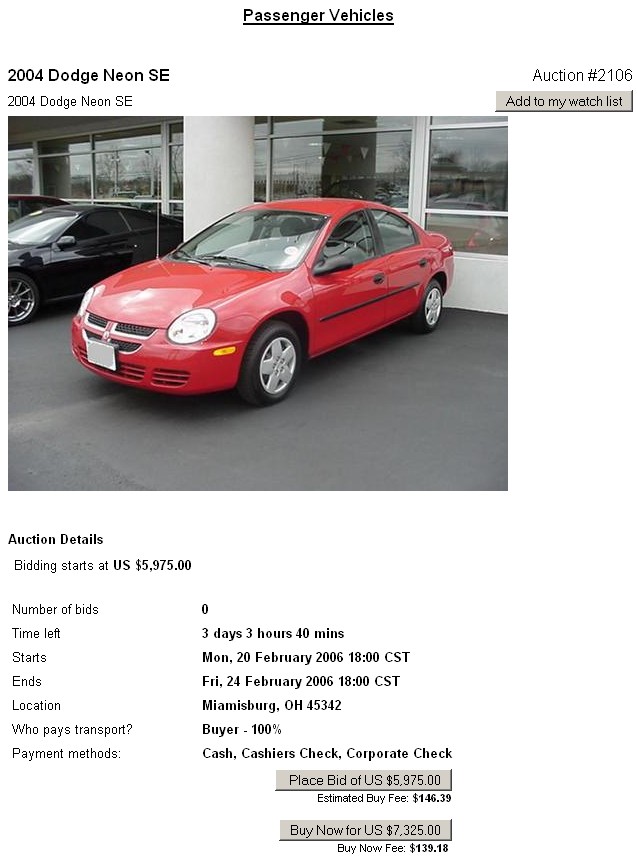 Passenger Vehicles
2004 Dodge Neon SE
Auction #2106
2004 Dodge Neon SE
Add to my watch list
Auction Details
Bidding starts at US $5,975.00
Number of bids 0
Time left 3 days 3 hours 40 mins
Starts Mon, 20 February 2006 18:00 CST
Ends Fri, 24 February 2006 18:00 CST
Location Miamisburg, OH 45342
Who pays transport? Buyer - 100%
Payment methods: Cash, Cashiers Check, Corporate Check
Place Bid of US $5,975.00
Estimated Buy Fee: $146.39
Buy Now for US $7,325.00
Buy Now Fee: $139.18